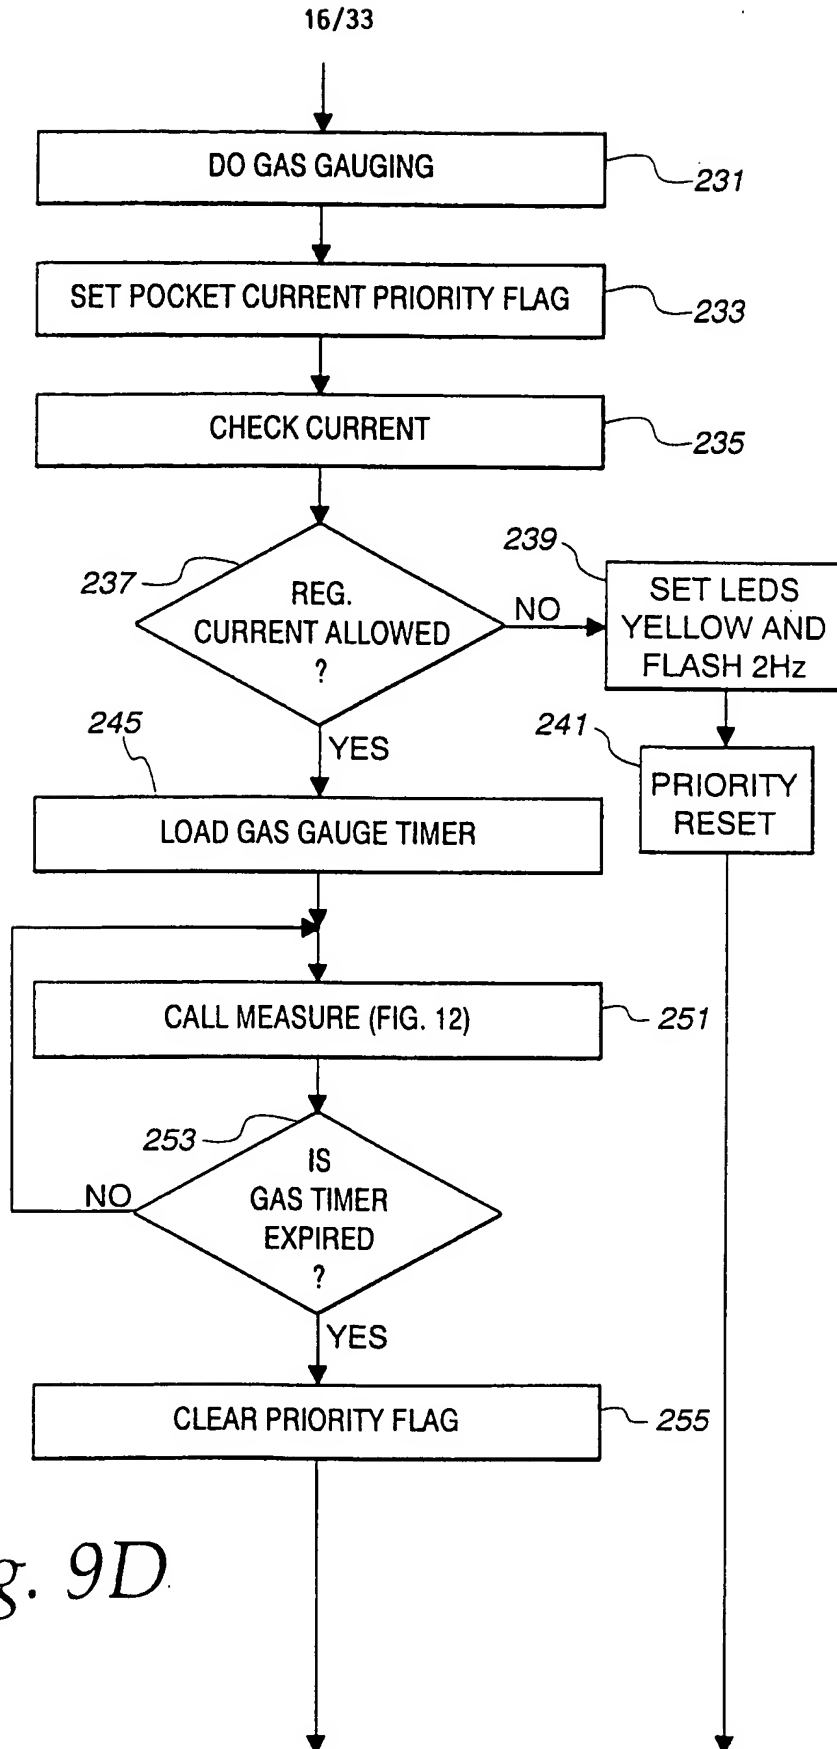 16/33
DO GAS GAUGING
231
SET POCKET CURRENT PRIORITY FLAG
233
CHECK CURRENT
235
237
REG.
CURRENT ALLOWED
?
NO
239
SET LEDS
YELLOW AND
FLASH 2Hz
241
PRIORITY
RESET
YES
245
LOAD GAS GAUGE TIMER
CALL MEASURE (FIG. 12)
251
253
IS
GAS TIMER
EXPIRED
?
NO
YES
CLEAR PRIORITY FLAG
255
g. 9D